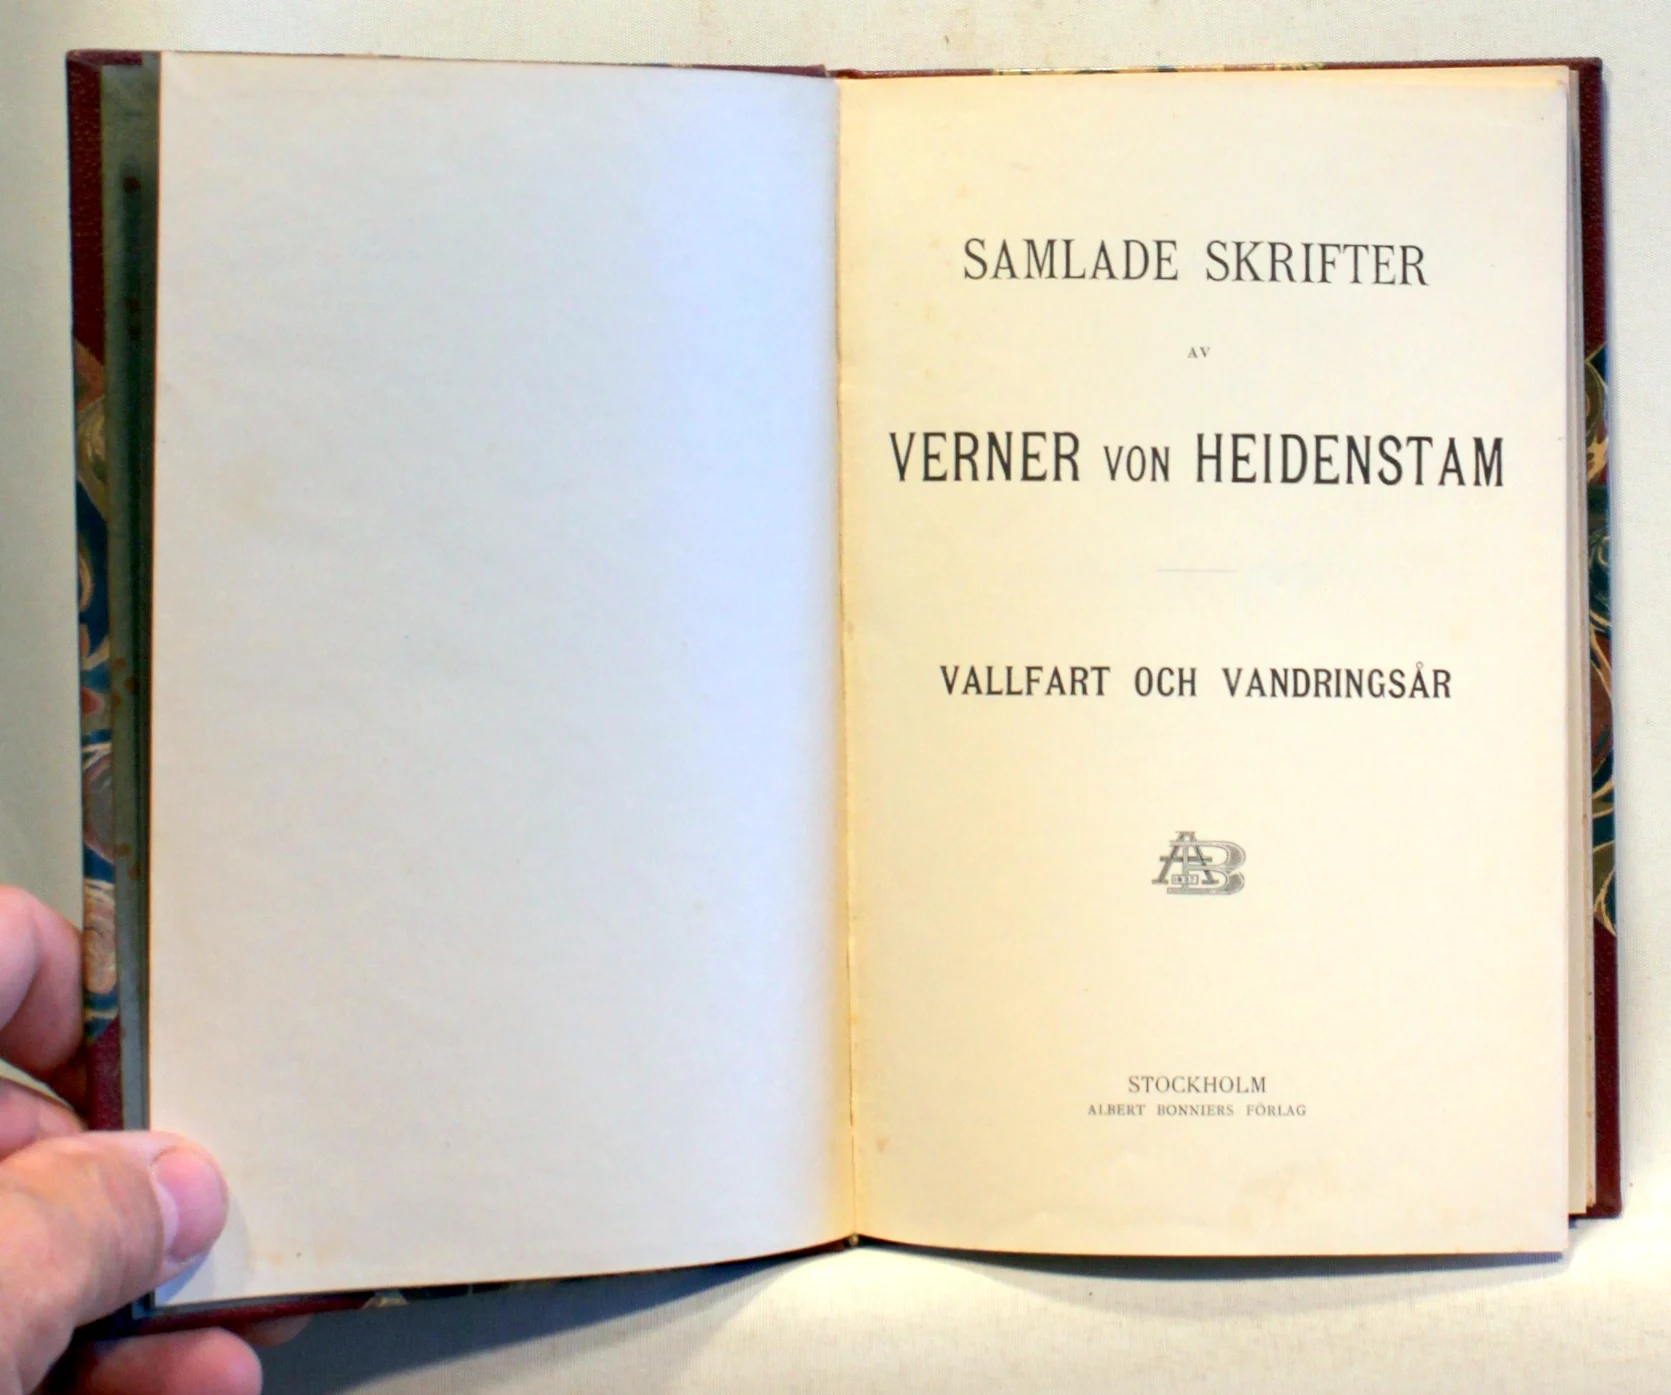 SAMLADE SKRIFTER
AV
VERNER VON HEIDENSTAM
VALLFART OCH VANDRINGSÅR
AB
STOCKHOLM
ALBERT BONNIERS FÖRLAG